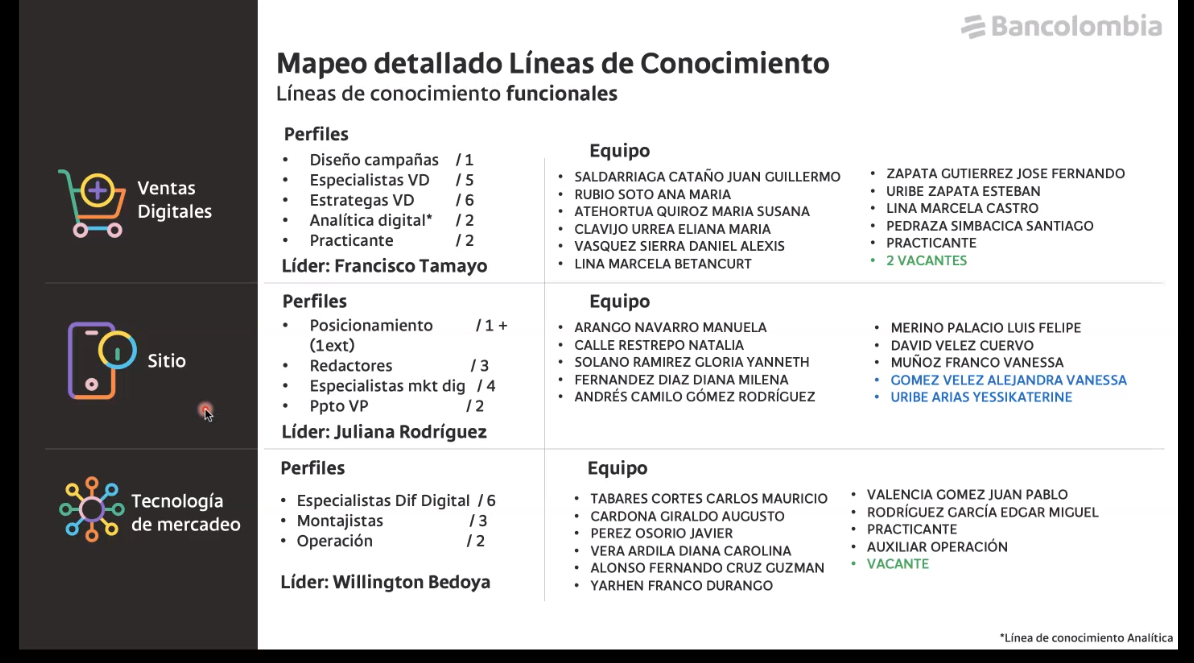 Bancolombia
Mapeo detallado Líneas de Conocimiento
Líneas de conocimiento funcionales
Ventas
Digitales
Perfiles
• Diseño campañas / 1
• Especialistas VD / 5
• Estrategas VD / 6
• Analítica digital* / 2
• Practicante / 2
Líder: Francisco Tamayo
Equipo
• SALDARRIAGA CATAÑO JUAN GUILLERMO
• RUBIO SOTO ANA MARIA
• ATEHORTUA QUIROZ MARIA SUSANA
• CLAVIJO URREA ELIANA MARIA
• VASQUEZ SIERRA DANIEL ALEXIS
• LINA MARCELA BETANCURT
• ZAPATA GUTIERREZ JOSE FERNANDO
• URIBE ZAPATA ESTEBAN
• LINA MARCELA CASTRO
• PEDRAZA SIMBACICA SANTIAGO
• PRACTICANTE
• 2 VACANTES
Sitio
Perfiles
• Posicionamiento / 1 +
(1ext)
• Redactores / 3
• Especialistas mkt dig / 4
• Ppto VP / 2
Líder: Juliana Rodríguez
Equipo
• ARANGO NAVARRO MANUELA
• CALLE RESTREPO NATALIA
• SOLANO RAMIREZ GLORIA YANNETH
• FERNANDEZ DIAZ DIANA MILENA
• ANDRÉS CAMILO GÓMEZ RODRÍGUEZ
• MERINO PALACIO LUIS FELIPE
• DAVID VELEZ CUERVO
• MUÑOZ FRANCO VANESSA
• GOMEZ VELEZ ALEJANDRA VANESSA
• URIBE ARIAS YESSIKATERINE
Tecnología
de mercadeo
Perfiles
• Especialistas Dif Digital / 6
• Montajistas / 3
• Operación / 2
Líder: Willington Bedoya
Equipo
• TABARES CORTES CARLOS MAURICIO
• CARDONA GIRALDO AUGUSTO
• PEREZ OSORIO JAVIER
• VERA ARDILA DIANA CAROLINA
• ALONSO FERNANDO CRUZ GUZMAN
• YARHEN FRANCO DURANGO
• VALENCIA GOMEZ JUAN PABLO
• RODRÍGUEZ GARCÍA EDGAR MIGUEL
• PRACTICANTE
• AUXILIAR OPERACIÓN
• VACANTE
*Línea de conocimiento Analítica